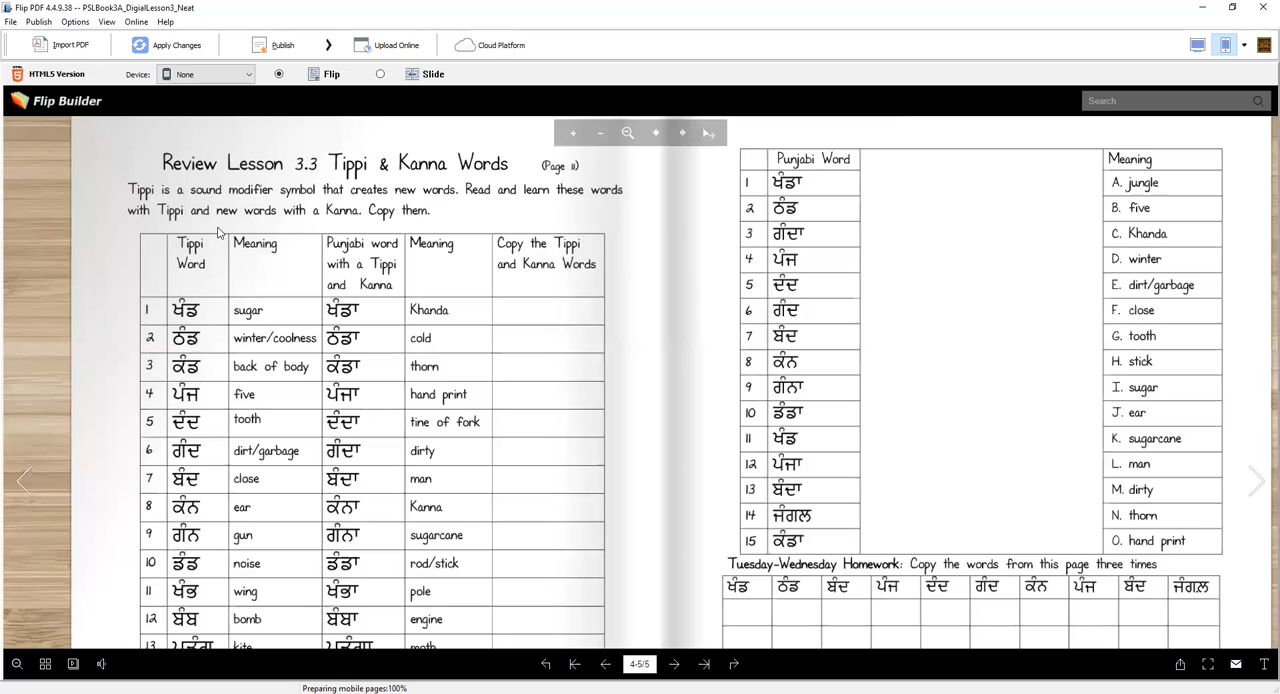 Flip PDF 4.4.9.38 -- PSLBook3A_DigialLesson3_Neat
File Publish Options View Online Help
Import PDF Apply Changes Publish Upload Online Cloud Platform
HTML5 Version Device: None Flip Slide
Flip Builder Search
Review Lesson 3.3 Tippi & Kanna Words (Page 11)
Tippi is a sound modifier symbol that creates new words. Read and learn these words
with Tippi and new words with a Kanna. Copy them.
Tippi Word Meaning Punjabi word with a Tippi and Kanna Meaning Copy the Tippi and Kanna Words
1 ਖੰਡ sugar ਖੰਡਾ Khanda
2 ਠੰਡ winter/coolness ਠੰਡਾ cold
3 ਕੰਡ back of body ਕੰਡਾ thorn
4 ਪੰਜ five ਪੰਜਾ hand print
5 ਦੰਦ tooth ਦੰਦਾ tine of fork
6 ਗੰਦ dirt/garbage ਗੰਦਾ dirty
7 ਬੰਦ close ਬੰਦਾ man
8 ਕੰਨ ear ਕੰਨਾ Kanna
9 ਗੰਨ gun ਗੰਨਾ sugarcane
10 ਡੰਡ noise ਡੰਡਾ rod/stick
11 ਖੰਭ wing ਖੰਭਾ pole
12 ਬੰਬ bomb ਬੰਬਾ engine
13 kite moth
Punjabi Word Meaning
1 ਖੰਡਾ A. jungle
2 ਠੰਡ B. five
3 ਗੰਦਾ C. Khanda
4 ਪੰਜ D. winter
5 ਦੰਦ E. dirt/garbage
6 ਗੰਦ F. close
7 ਬੰਦ G. tooth
8 ਕੰਨ H. stick
9 ਗੰਨਾ I. sugar
10 ਡੰਡਾ J. ear
11 ਖੰਡ K. sugarcane
12 ਪੰਜਾ L. man
13 ਬੰਦਾ M. dirty
14 ਜੰਗਲ N. thorn
15 ਕੰਡਾ O. hand print
Tuesday-Wednesday Homework: Copy the words from this page three times
ਖੰਡ ਠੰਡ ਬੰਦ ਪੰਜ ਦੰਦ ਗੰਦ ਕੰਨ ਪੰਜ ਬੰਦ ਜੰਗਲ
4-5/5
Preparing mobile pages:100%